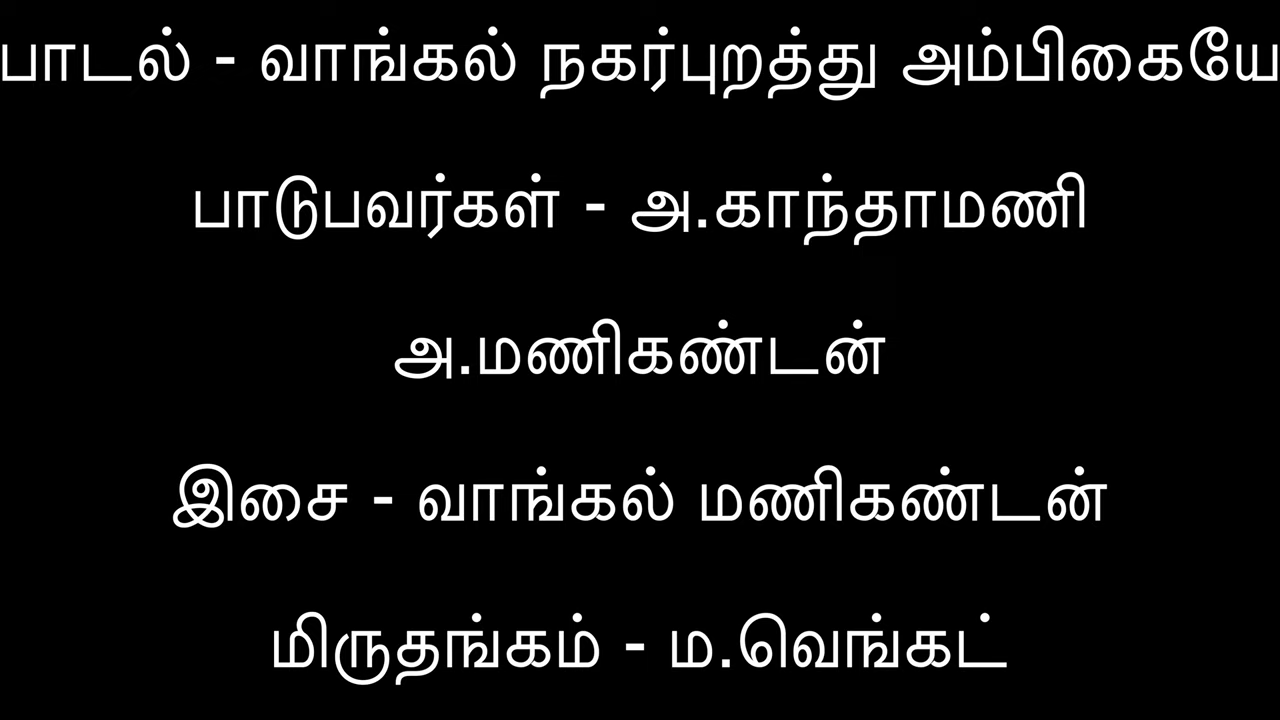 பாடல் - வாங்கல் நகர்புறத்து அம்பிகையே
பாடுபவர்கள் - அ.காந்தாமணி
அ.மணிகண்டன்
இசை - வாங்கல் மணிகண்டன்
மிருதங்கம் - ம.வெங்கட்